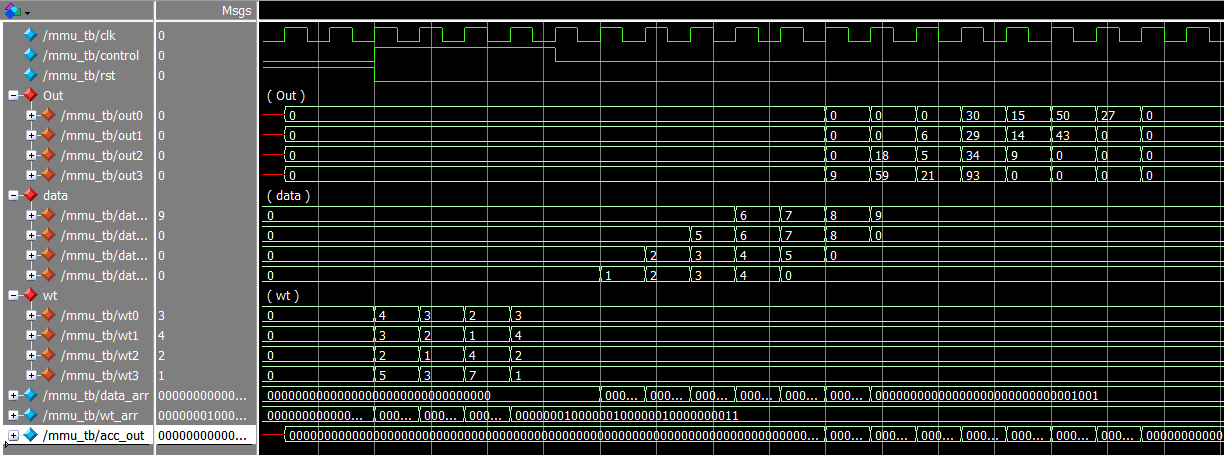 Msgs
/mmu_tb/clk 0
/mmu_tb/control 0
/mmu_tb/rst 0
Out ( Out )
/mmu_tb/out0 0 0 0 0 30 15 50 27 0
/mmu_tb/out1 0 0 0 6 29 14 43 0 0
/mmu_tb/out2 0 0 18 5 34 9 0 0 0
/mmu_tb/out3 0 9 59 21 93 0 0 0 0
data ( data )
/mmu_tb/dat... 9 0 6 7 8 9
/mmu_tb/dat... 0 0 5 6 7 8 0
/mmu_tb/dat... 0 0 2 3 4 5 0
/mmu_tb/dat... 0 0 1 2 3 4 0
wt ( wt )
/mmu_tb/wt0 3 0 4 3 2 3
/mmu_tb/wt1 4 0 3 2 1 4
/mmu_tb/wt2 2 0 2 1 4 2
/mmu_tb/wt3 1 0 5 3 7 1
/mmu_tb/data_arr 00000000000... 00000000000000000000000000000000 000... 000... 000... 000... 000... 000... 00000000000000000000000000001001
/mmu_tb/wt_arr 00000001000... 000000000000... 000... 000... 000... 00000001000000100000010000000011
/mmu_tb/acc_out 00000000000... 000... 000... 000... 000... 000... 000... 000... 00000000000